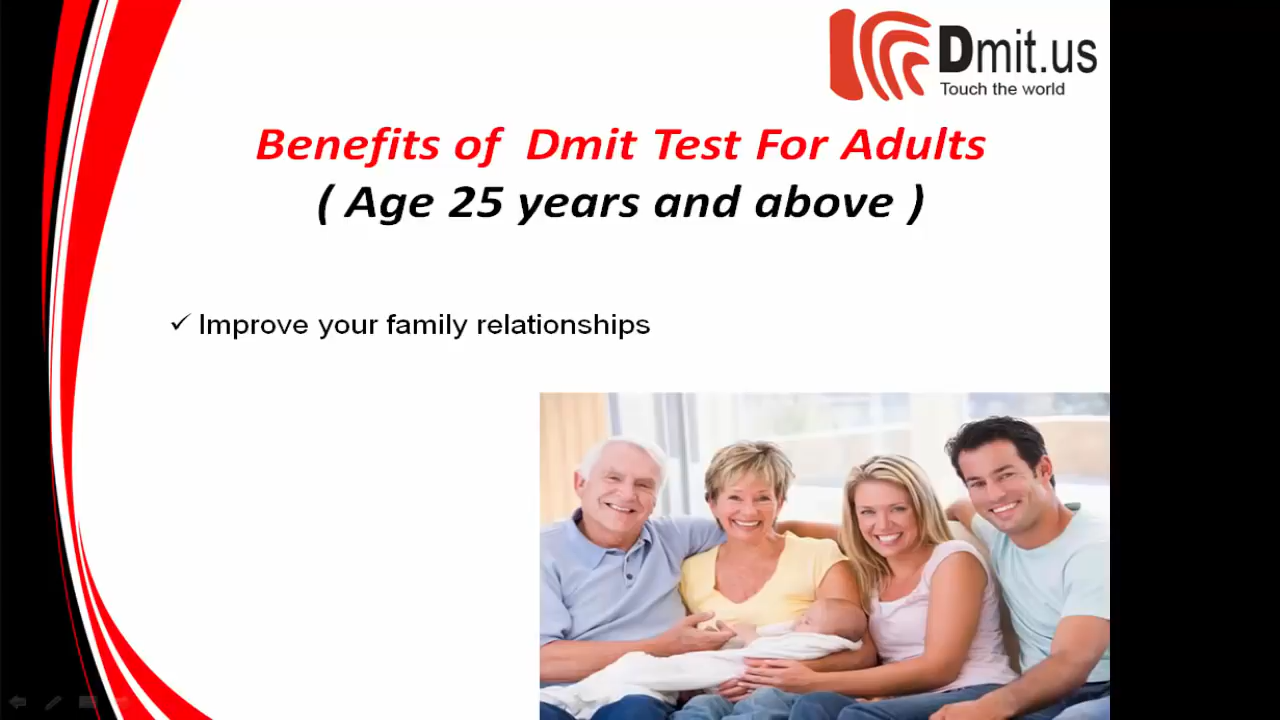 Dmit.us
Touch the world
Benefits of Dmit Test For Adults
( Age 25 years and above )
✓ Improve your family relationships